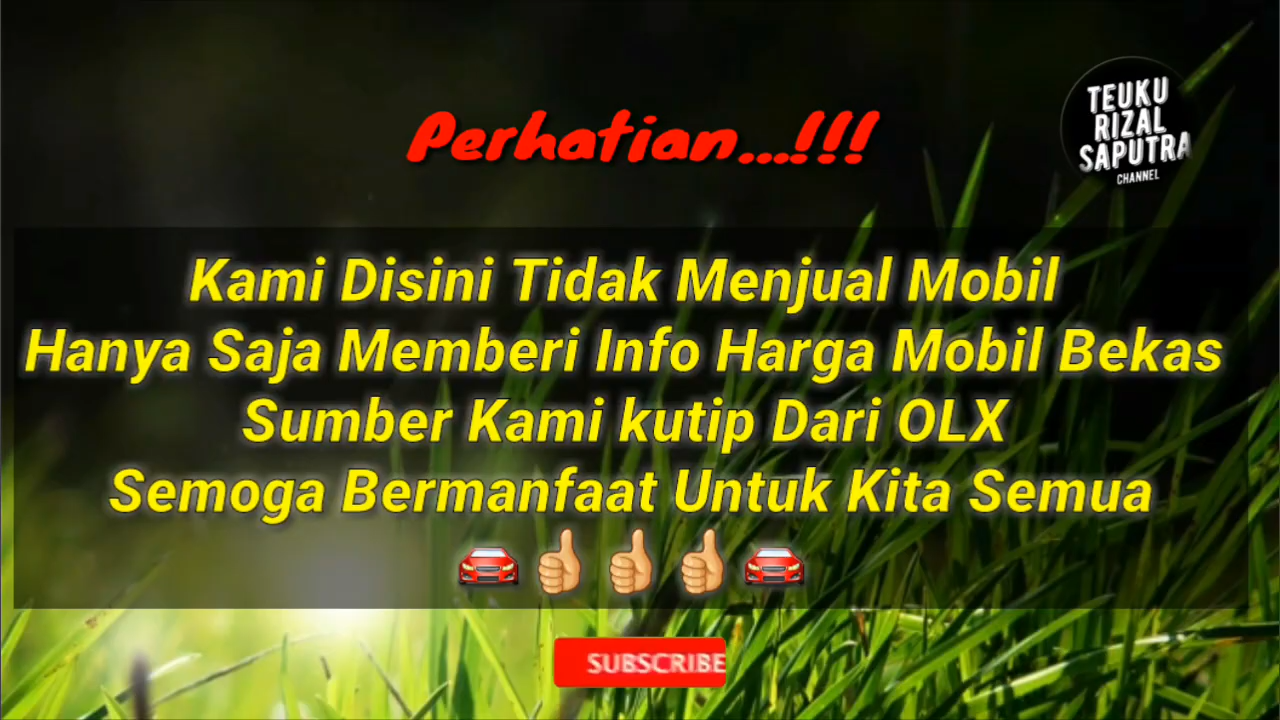 Perhatian...!!!
TEUKU
RIZAL
SAPUTRA
CHANNEL
Kami Disini Tidak Menjual Mobil
Hanya Saja Memberi Info Harga Mobil Bekas
Sumber Kami kutip Dari OLX
Semoga Bermanfaat Untuk Kita Semua
🚘👍👍👍🚘
SUBSCRIBE